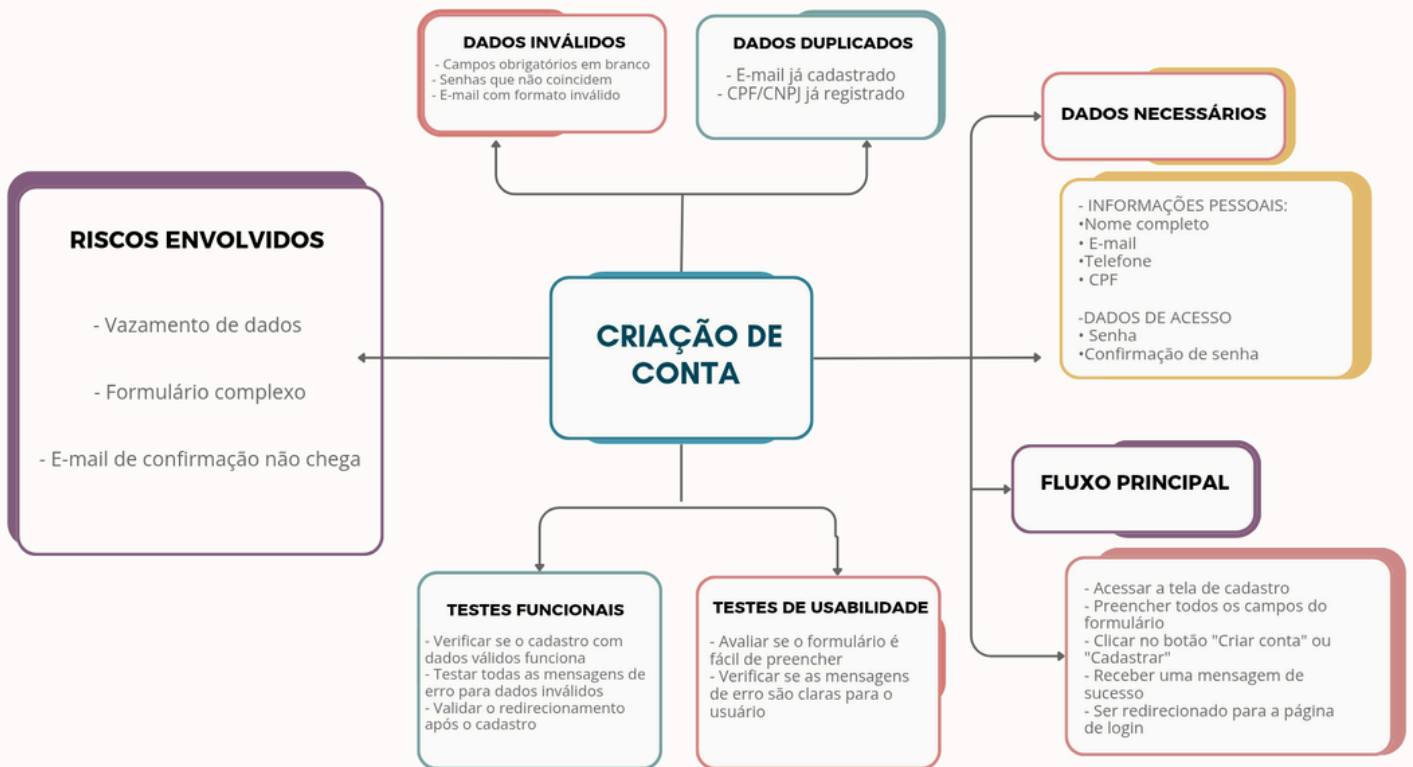 DADOS INVÁLIDOS
- Campos obrigatórios em branco
- Senhas que não coincidem
- E-mail com formato inválido
DADOS DUPLICADOS
- E-mail já cadastrado
- CPF/CNPJ já registrado
DADOS NECESSÁRIOS
- INFORMAÇÕES PESSOAIS:
•Nome completo
• E-mail
•Telefone
• CPF
-DADOS DE ACESSO
• Senha
•Confirmação de senha
RISCOS ENVOLVIDOS
- Vazamento de dados
- Formulário complexo
- E-mail de confirmação não chega
CRIAÇÃO DE
CONTA
FLUXO PRINCIPAL
- Acessar a tela de cadastro
- Preencher todos os campos do
formulário
- Clicar no botão "Criar conta" ou
"Cadastrar"
- Receber uma mensagem de
sucesso
- Ser redirecionado para a página
de login
TESTES FUNCIONAIS
- Verificar se o cadastro com
dados válidos funciona
- Testar todas as mensagens de
erro para dados inválidos
- Validar o redirecionamento
após o cadastro
TESTES DE USABILIDADE
- Avaliar se o formulário é
fácil de preencher
- Verificar se as mensagens
de erro são claras para o
usuário